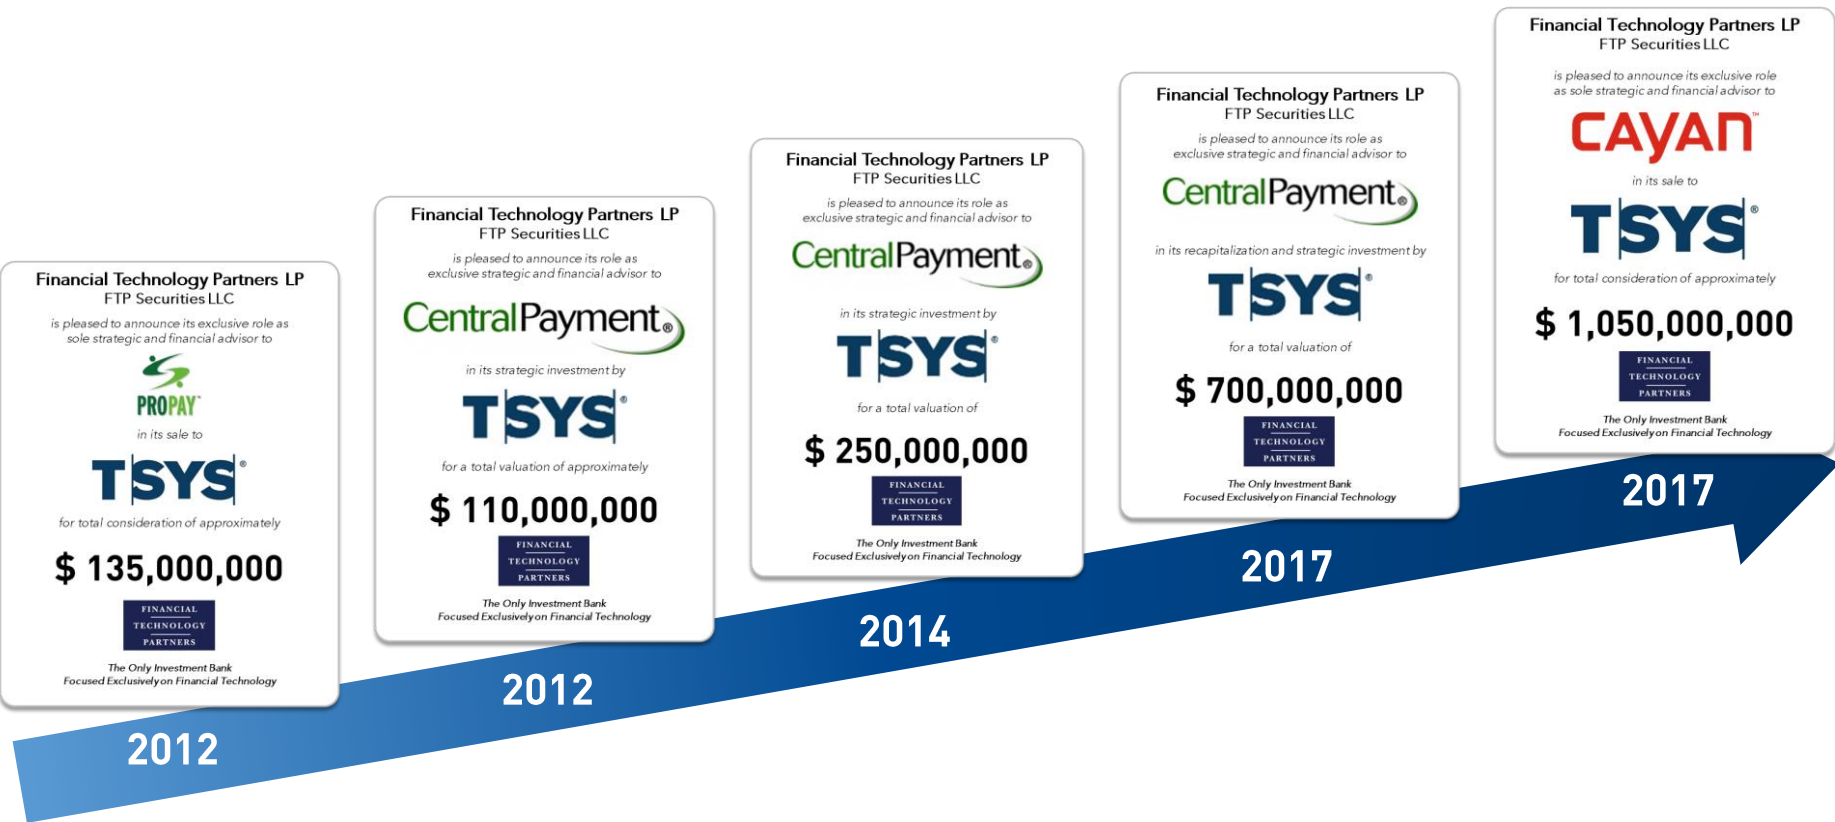 Financial Technology Partners LP
FTP Securities LLC
is pleased to announce its exclusive role as
sole strategic and financial advisor to
PROPAY™
in its sale to
TSYS®
for total consideration of approximately
$ 135,000,000
FINANCIAL
TECHNOLOGY
PARTNERS
The Only Investment Bank
Focused Exclusively on Financial Technology
2012
Financial Technology Partners LP
FTP Securities LLC
is pleased to announce its role as
exclusive strategic and financial advisor to
CentralPayment®
in its strategic investment by
TSYS®
for a total valuation of approximately
$ 110,000,000
FINANCIAL
TECHNOLOGY
PARTNERS
The Only Investment Bank
Focused Exclusively on Financial Technology
2012
Financial Technology Partners LP
FTP Securities LLC
is pleased to announce its role as
exclusive strategic and financial advisor to
CentralPayment®
in its strategic investment by
TSYS®
for a total valuation of
$ 250,000,000
FINANCIAL
TECHNOLOGY
PARTNERS
The Only Investment Bank
Focused Exclusively on Financial Technology
2014
Financial Technology Partners LP
FTP Securities LLC
is pleased to announce its role as
exclusive strategic and financial advisor to
CentralPayment®
in its recapitalization and strategic investment by
TSYS®
for a total valuation of
$ 700,000,000
FINANCIAL
TECHNOLOGY
PARTNERS
The Only Investment Bank
Focused Exclusively on Financial Technology
2017
Financial Technology Partners LP
FTP Securities LLC
is pleased to announce its exclusive role
as sole strategic and financial advisor to
CAYAN™
in its sale to
TSYS®
for total consideration of approximately
$ 1,050,000,000
FINANCIAL
TECHNOLOGY
PARTNERS
The Only Investment Bank
Focused Exclusively on Financial Technology
2017